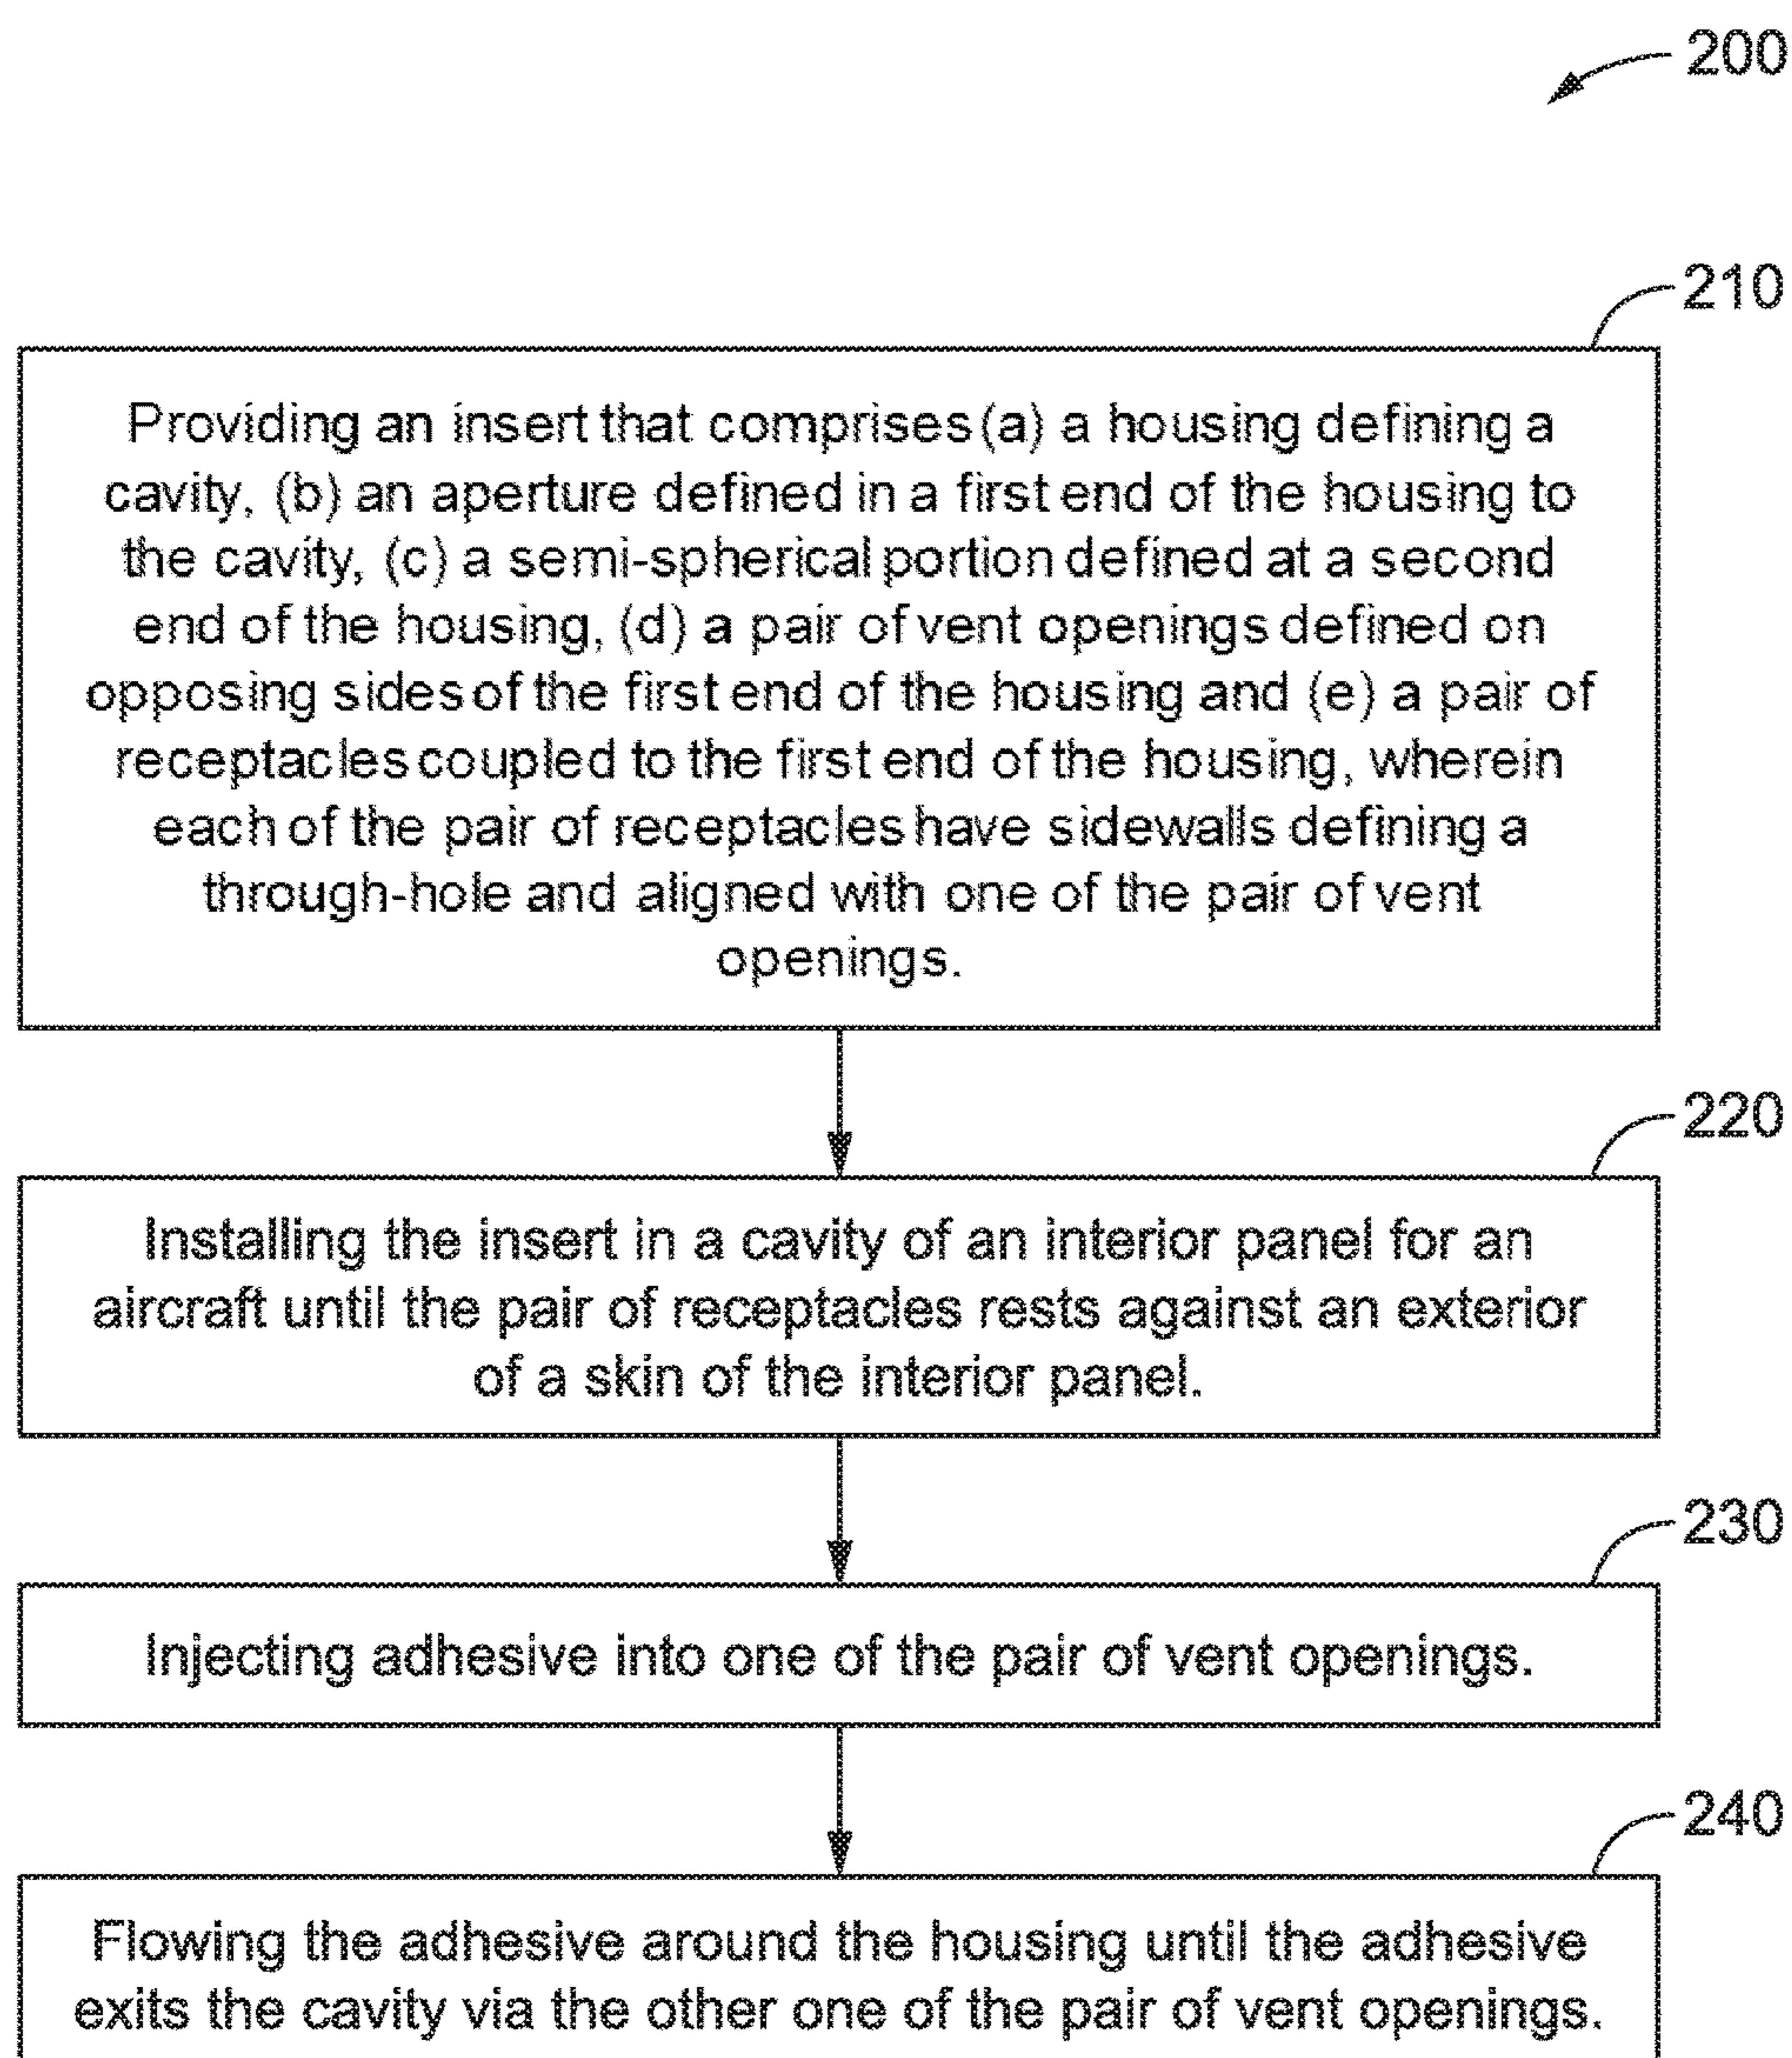 200
210
Providing an insert that comprises (a) a housing defining a
cavity, (b) an aperture defined in a first end of the housing to
the cavity, (c) a semi-spherical portion defined at a second
end of the housing, (d) a pair of vent openings defined on
opposing sides of the first end of the housing and (e) a pair of
receptacles coupled to the first end of the housing, wherein
each of the pair of receptacles have sidewalls defining a
through-hole and aligned with one of the pair of vent
openings.
220
Installing the insert in a cavity of an interior panel for an
aircraft until the pair of receptacles rests against an exterior
of a skin of the interior panel.
230
Injecting adhesive into one of the pair of vent openings.
240
Flowing the adhesive around the housing until the adhesive
exits the cavity via the other one of the pair of vent openings.